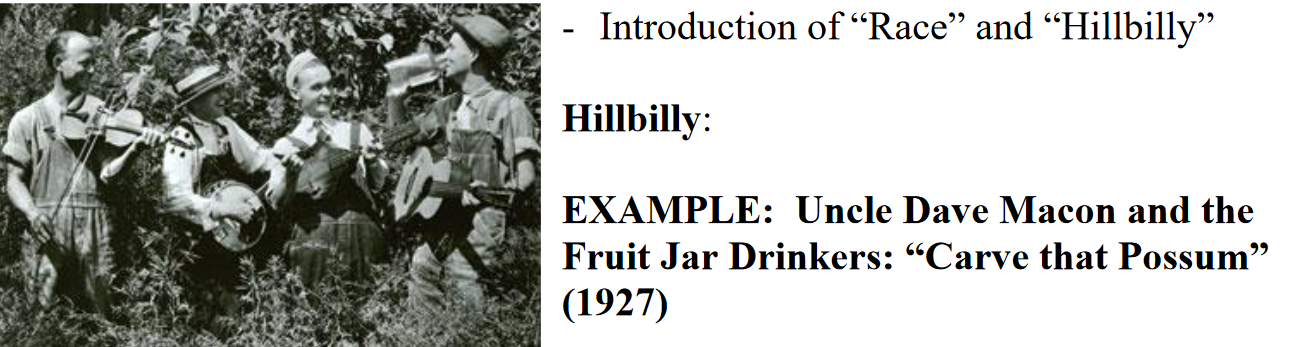 - Introduction of “Race” and “Hillbilly”
Hillbilly:
EXAMPLE: Uncle Dave Macon and the
Fruit Jar Drinkers: “Carve that Possum”
(1927)